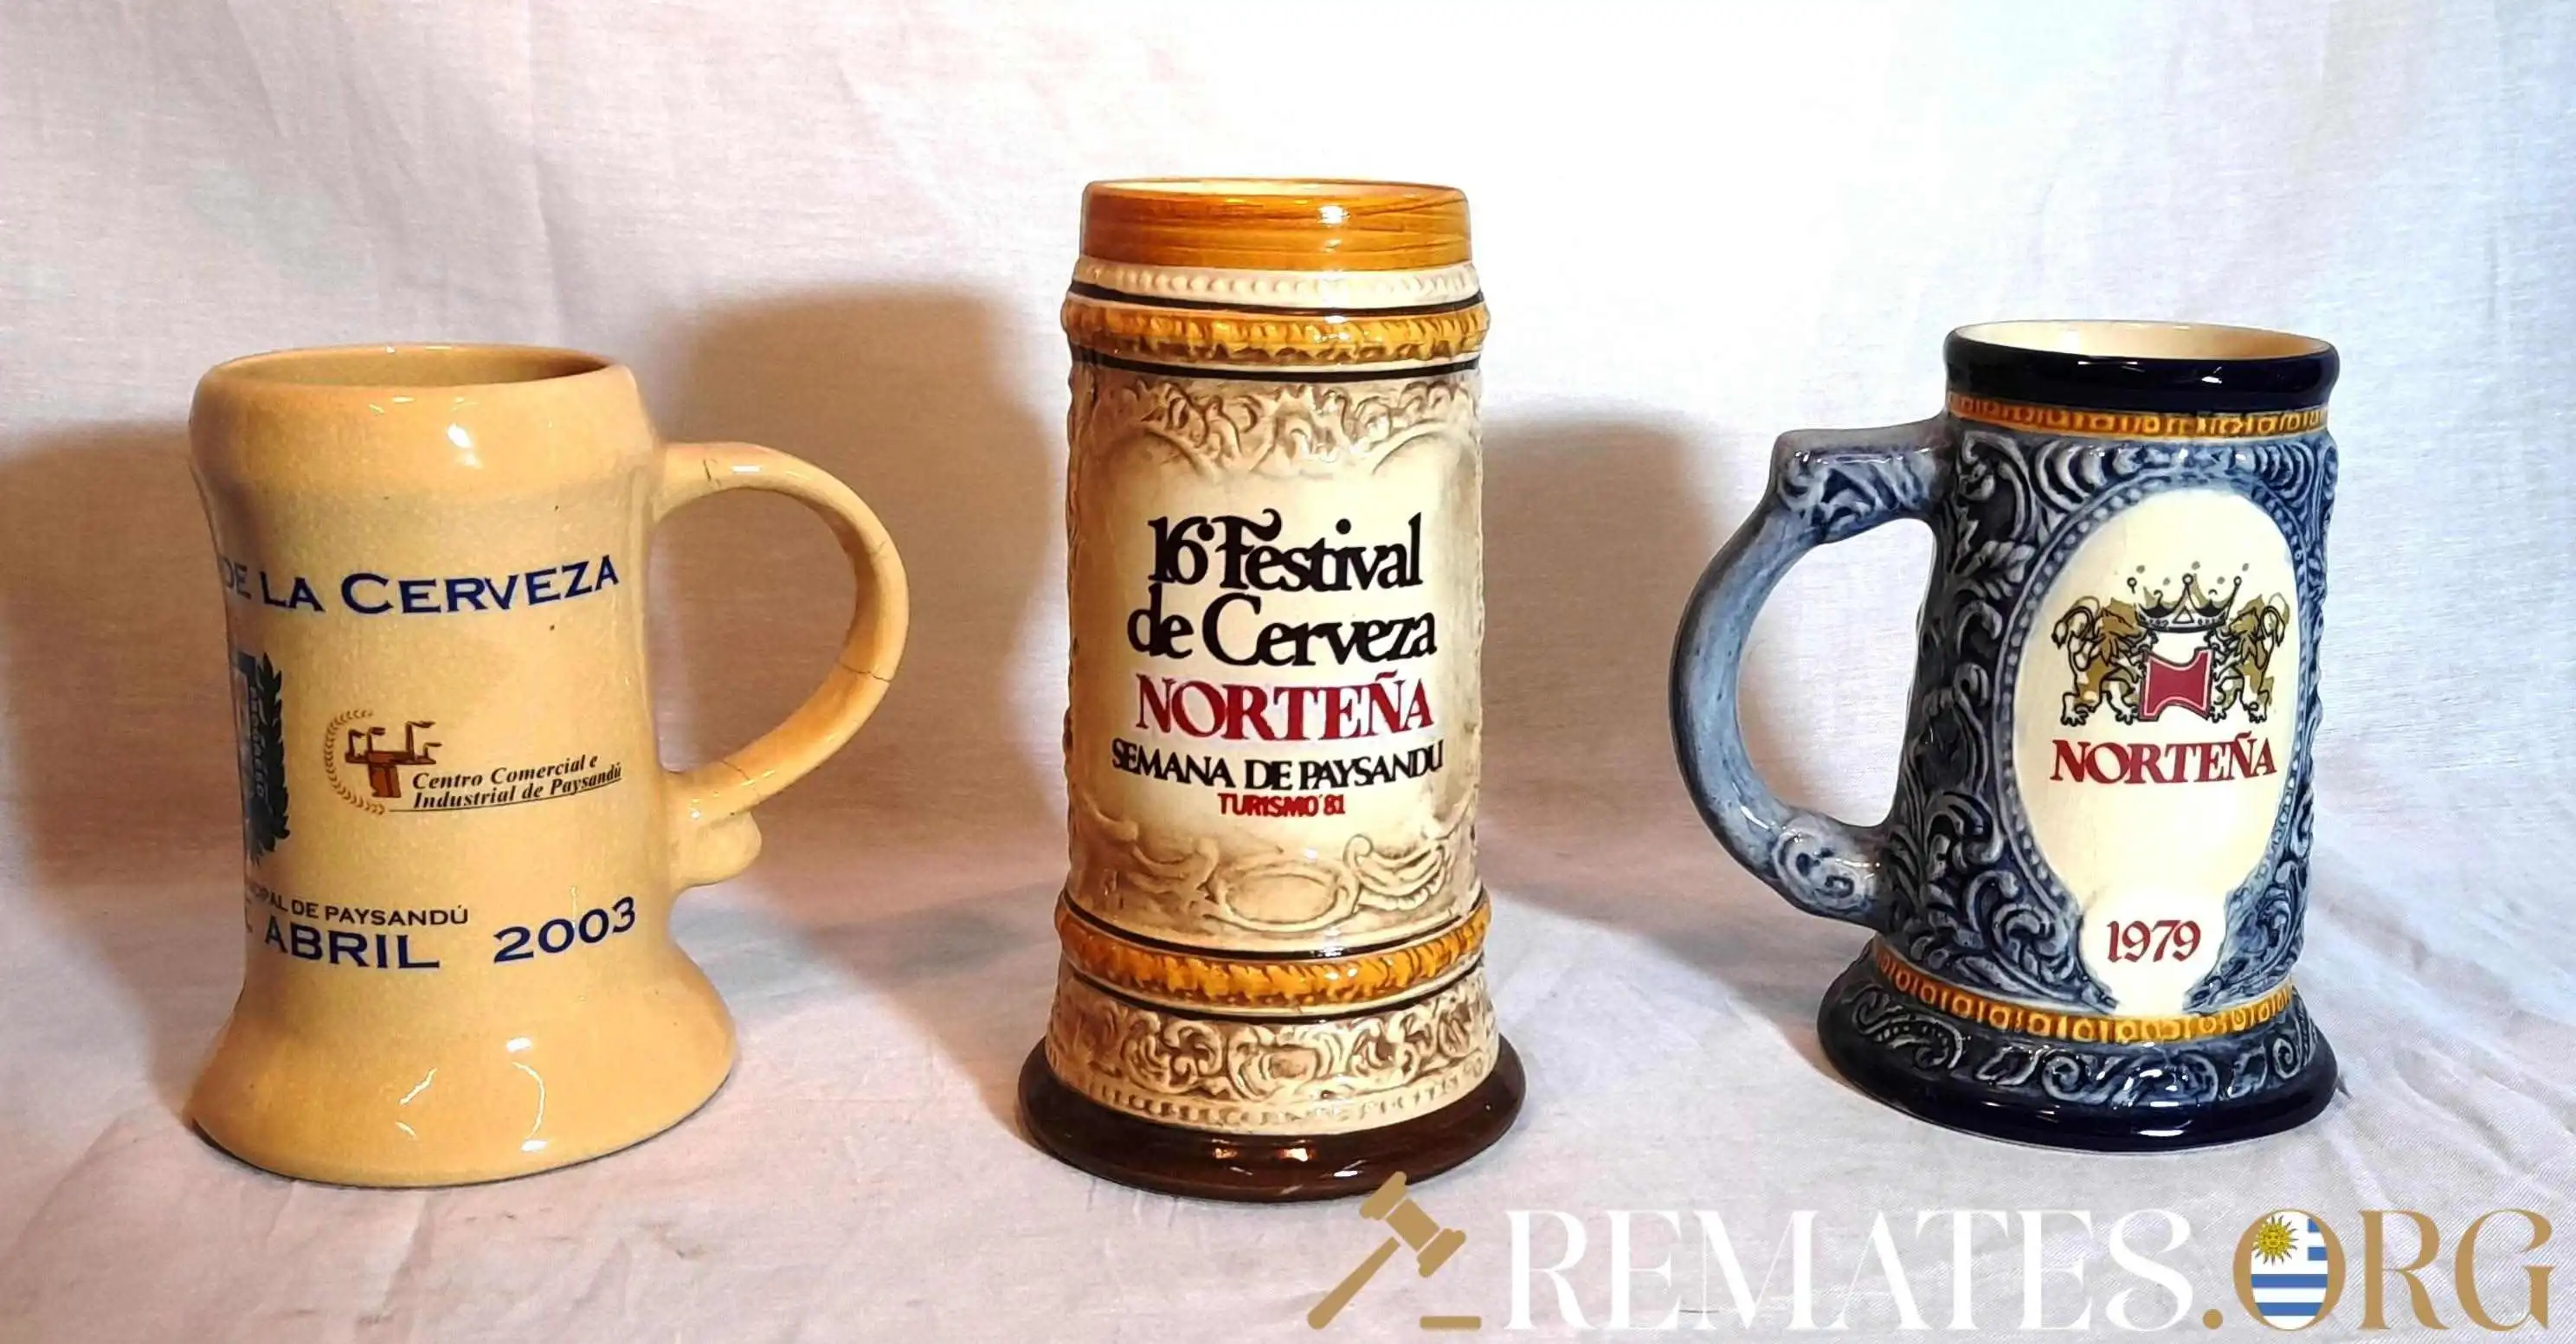 DE LA CERVEZA
Centro Comercial e
Industrial de Paysandú
DE PAYSANDÚ
ABRIL 2003
16º Festival
de Cerveza
NORTEÑA
SEMANA DE PAYSANDU
TURISMO'81
NORTEÑA
1979
REMATES.ORG